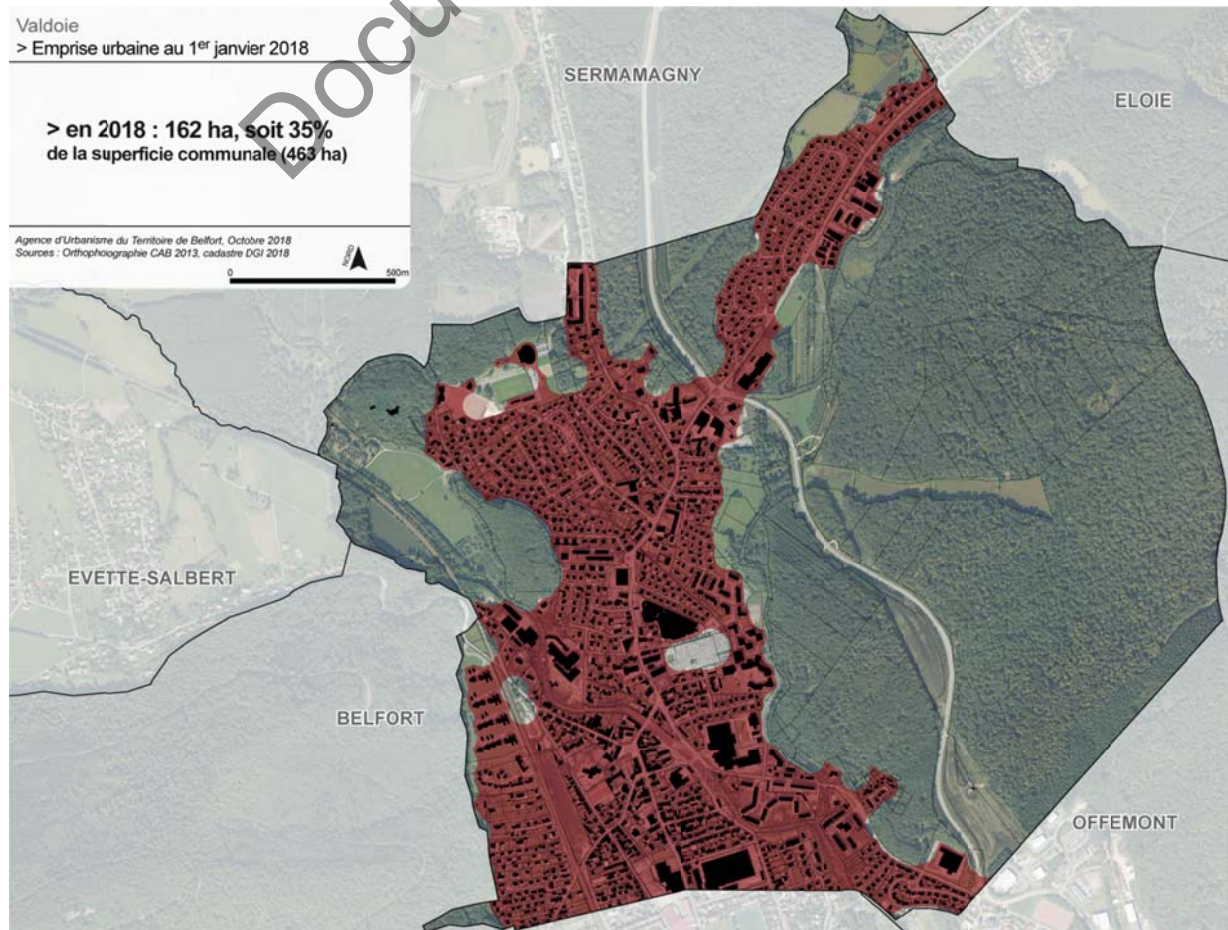 Valdoie
> Emprise urbaine au 1er janvier 2018
> en 2018 : 162 ha, soit 35%
de la superficie communale (463 ha)
Agence d'Urbanisme du Territoire de Belfort, Octobre 2018
Sources : Orthophotographie CAB 2013, cadastre DGI 2018
NORD
0 500m
Docu
SERMAMAGNY
ELOIE
EVETTE-SALBERT
BELFORT
OFFEMONT